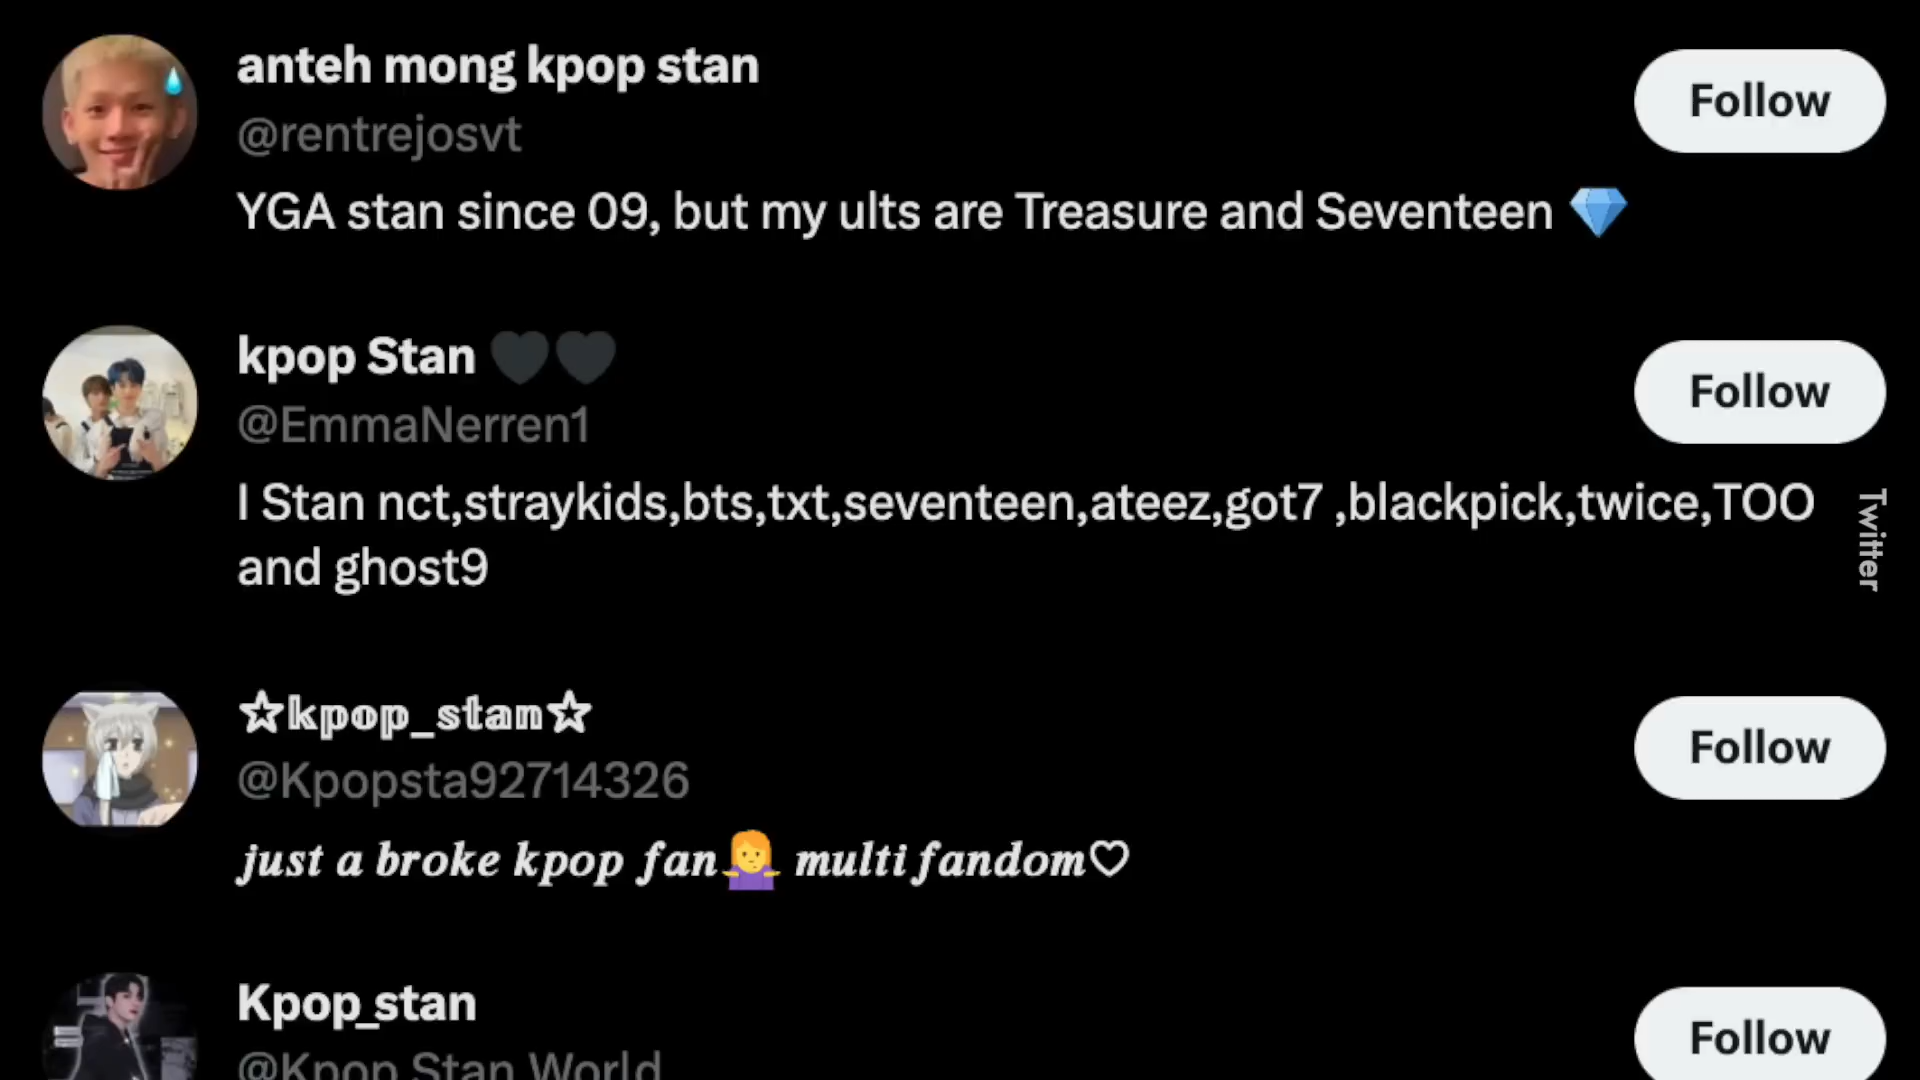 anteh mong kpop stan
Follow
@rentrejosvt
YGA stan since 09, but my ults are Treasure and Seventeen 💎
kpop Stan 🖤🖤
Follow
@EmmaNerren1
I Stan nct,straykids,bts,txt,seventeen,ateez,got7 ,blackpick,twice,TOO
and ghost9
Twitter
☆𝕜𝕡𝕠𝕡_𝕤𝕥𝕒𝕟☆
Follow
@Kpopsta92714326
𝒋𝒖𝒔𝒕 𝒂 𝒃𝒓𝒐𝒌𝒆 𝒌𝒑𝒐𝒑 𝒇𝒂𝒏🤷‍♀️ 𝒎𝒖𝒍𝒕𝒊 𝒇𝒂𝒏𝒅𝒐𝒎♡
Kpop_stan
Follow
@Kpop_Stan_World